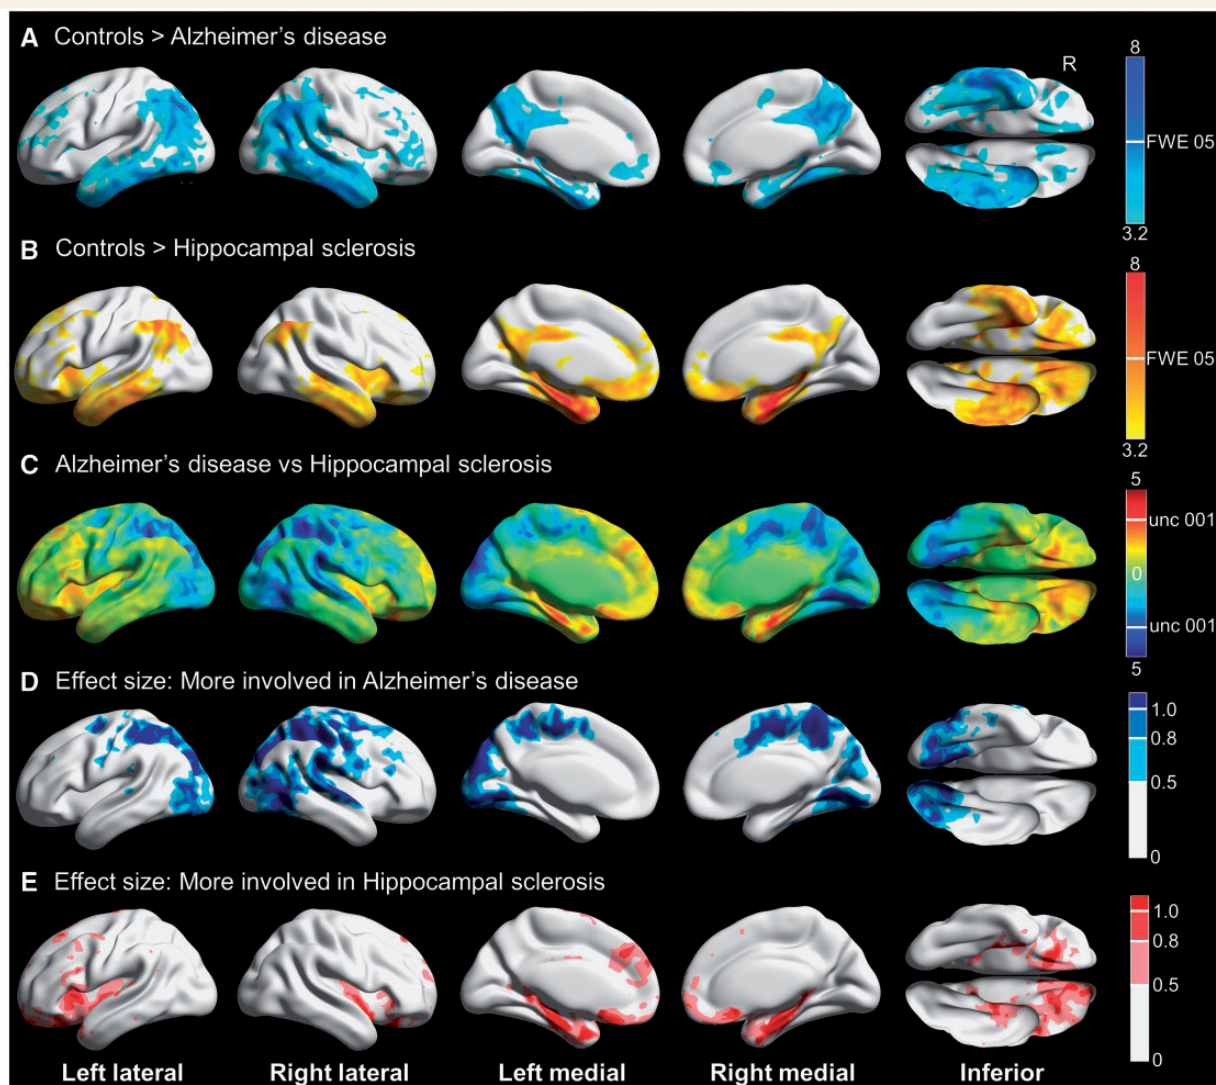 A Controls > Alzheimer's disease
R
8
FWE 05
3.2
B Controls > Hippocampal sclerosis
8
FWE 05
3.2
C Alzheimer's disease vs Hippocampal sclerosis
5
unc 001
0
unc 001
5
D Effect size: More involved in Alzheimer's disease
1.0
0.8
0.5
0
E Effect size: More involved in Hippocampal sclerosis
1.0
0.8
0.5
0
Left lateral Right lateral Left medial Right medial Inferior